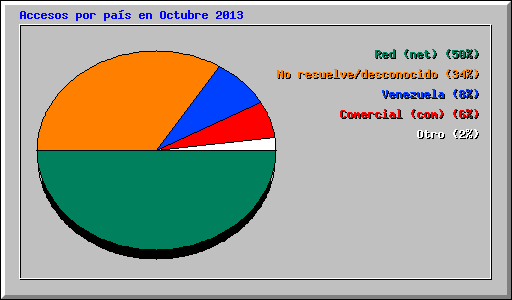 Accesos por país en Octubre 2013
Red (net) (50%)
No resuelve/desconocido (34%)
Venezuela (8%)
Comercial (com) (6%)
Otro (2%)